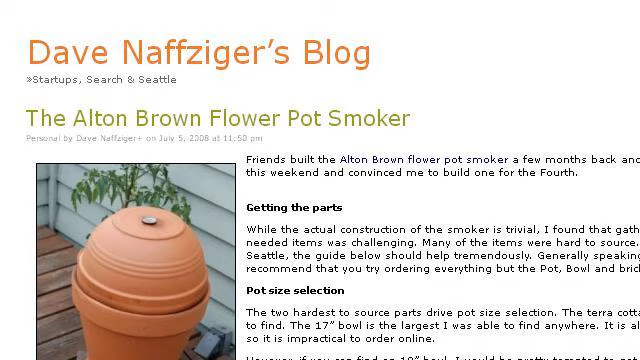 Dave Naffziger's Blog
»Startups, Search & Seattle
The Alton Brown Flower Pot Smoker
Personal by Dave Naffziger+ on July 5, 2008 at 11:50 pm
Friends built the Alton Brown flower pot smoker a few months back and
this weekend and convinced me to build one for the Fourth.
Getting the parts
While the actual construction of the smoker is trivial, I found that gath
needed items was challenging. Many of the items were hard to source.
Seattle, the guide below should help tremendously. Generally speaking
recommend that you try ordering everything but the Pot, Bowl and bric
Pot size selection
The two hardest to source parts drive pot size selection. The terra cotta
to find. The 17" bowl is the largest I was able to find anywhere. It is al
so it is impractical to order online.